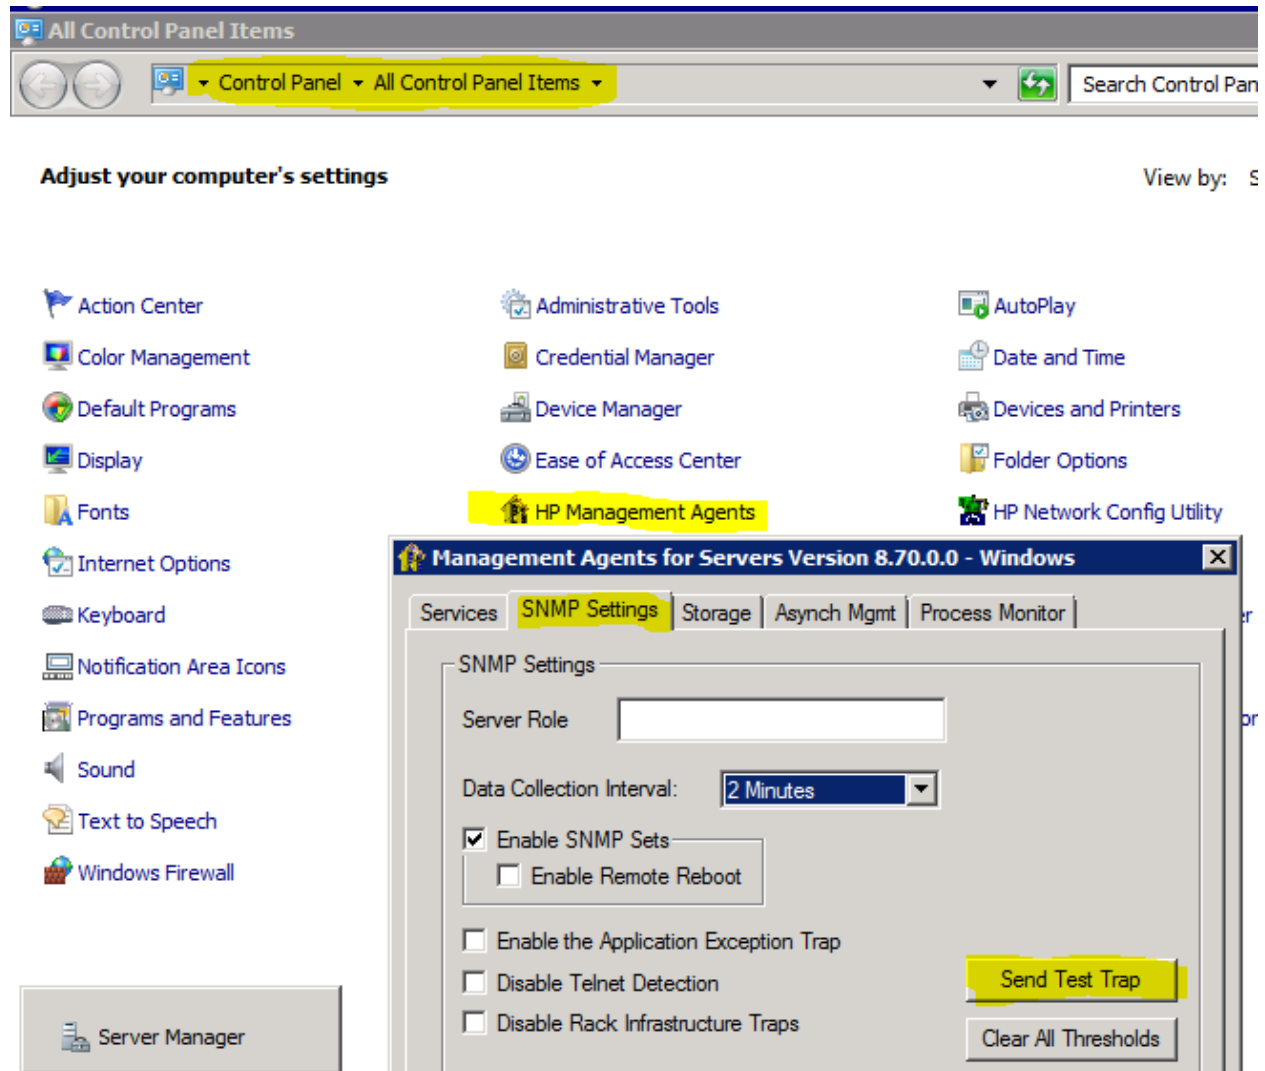 All Control Panel Items
Control Panel All Control Panel Items
Search Control Pan
Adjust your computer's settings
View by:
Action Center
Administrative Tools
AutoPlay
Color Management
Credential Manager
Date and Time
Default Programs
Device Manager
Devices and Printers
Display
Ease of Access Center
Folder Options
Fonts
HP Management Agents
HP Network Config Utility
Internet Options
Keyboard
Notification Area Icons
Programs and Features
Sound
Text to Speech
Windows Firewall
Management Agents for Servers Version 8.70.0.0 - Windows
Services SNMP Settings Storage Asynch Mgmt Process Monitor
SNMP Settings
Server Role
Data Collection Interval: 2 Minutes
Enable SNMP Sets
Enable Remote Reboot
Enable the Application Exception Trap
Disable Telnet Detection
Disable Rack Infrastructure Traps
Send Test Trap
Clear All Thresholds
Server Manager